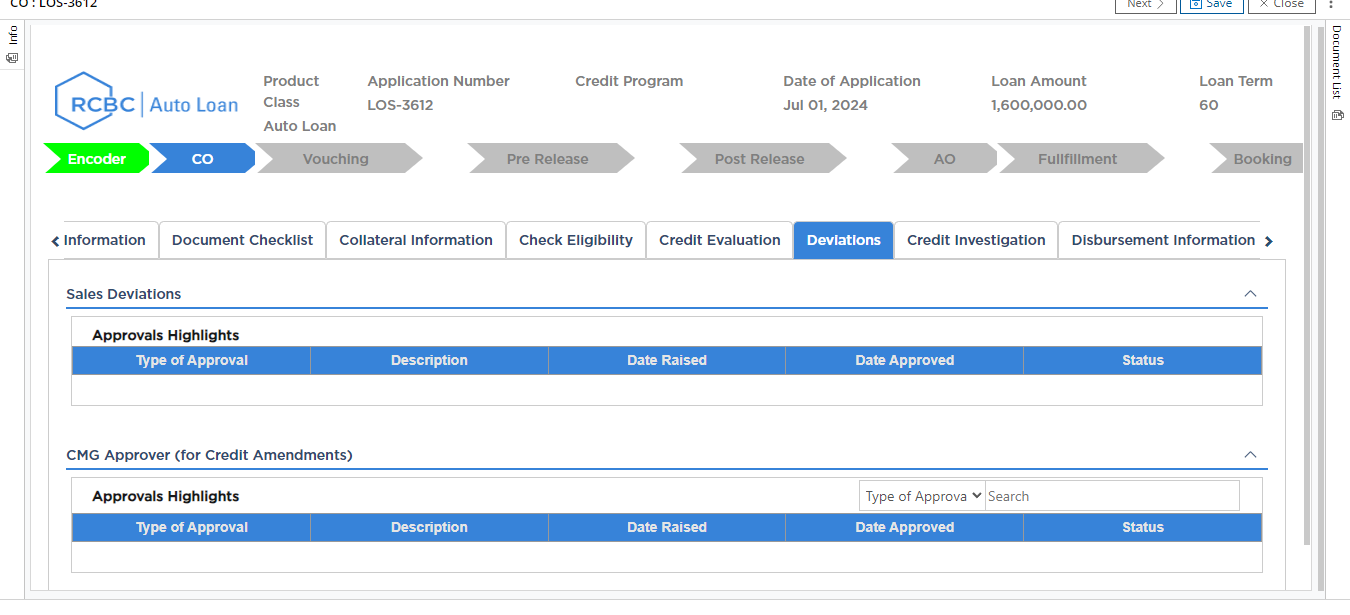 CO : LOS-3612
Next
Save
Close
Info
Document List
RCBC Auto Loan
Product Class
Auto Loan
Application Number
LOS-3612
Credit Program
Date of Application
Jul 01, 2024
Loan Amount
1,600,000.00
Loan Term
60
Encoder CO Vouching Pre Release Post Release AO Fullfillment Booking
Information Document Checklist Collateral Information Check Eligibility Credit Evaluation Deviations Credit Investigation Disbursement Information
Sales Deviations
Approvals Highlights
Type of Approval Description Date Raised Date Approved Status
CMG Approver (for Credit Amendments)
Approvals Highlights
Type of Approva Search
Type of Approval Description Date Raised Date Approved Status